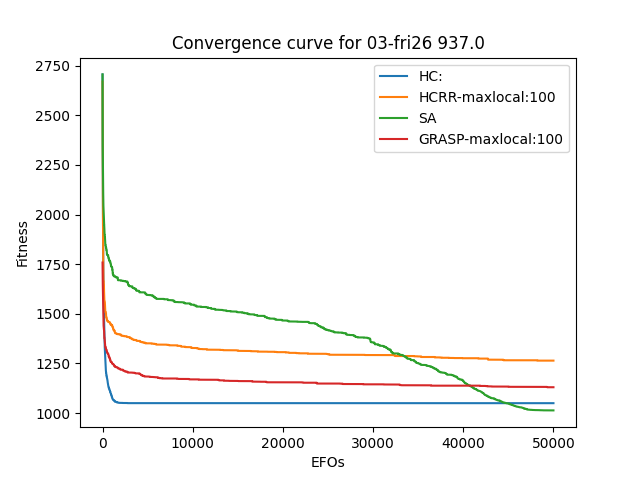 Convergence curve for 03-fri26 937.0
HC:
HCRR-maxlocal:100
SA
GRASP-maxlocal:100
Fitness
2750
2500
2250
2000
1750
1500
1250
1000
0 10000 20000 30000 40000 50000
EFOs